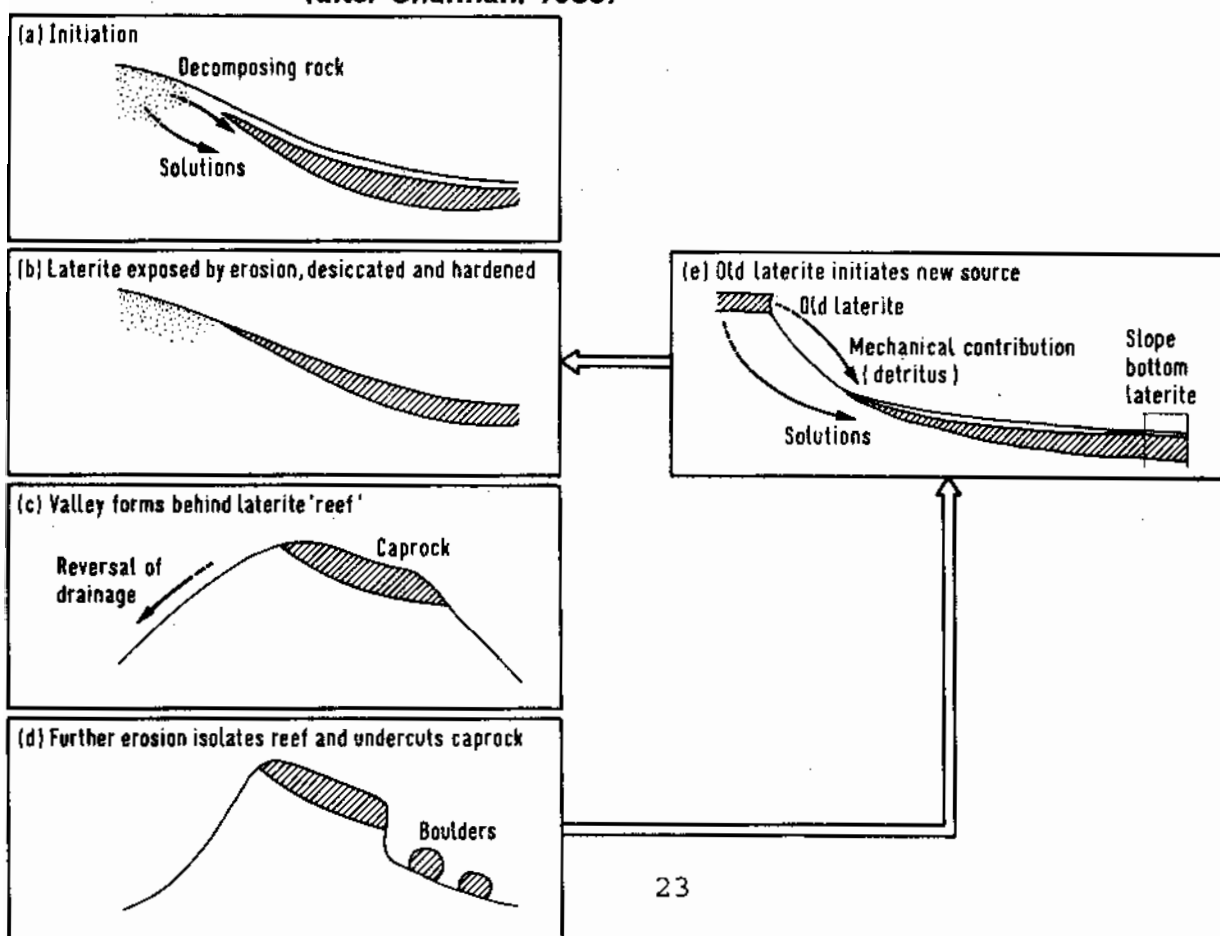 (a) Initiation
Decomposing rock
Solutions
(b) Laterite exposed by erosion, desiccated and hardened
(c) Valley forms behind laterite 'reef'
Caprock
Reversal of
drainage
(d) Further erosion isolates reef and undercuts caprock
Boulders
(e) Old laterite initiates new source
Old laterite
Mechanical contribution
(detritus)
Slope
bottom
laterite
Solutions
23